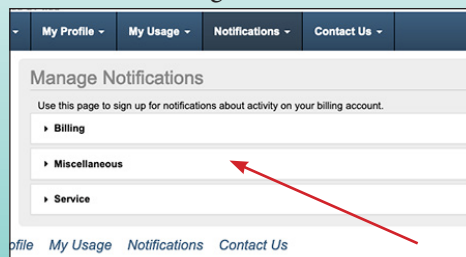 My Profile My Usage Notifications Contact Us
Manage Notifications
Use this page to sign up for notifications about activity on your billing account.
Billing
Miscellaneous
Service
My Usage Notifications Contact Us